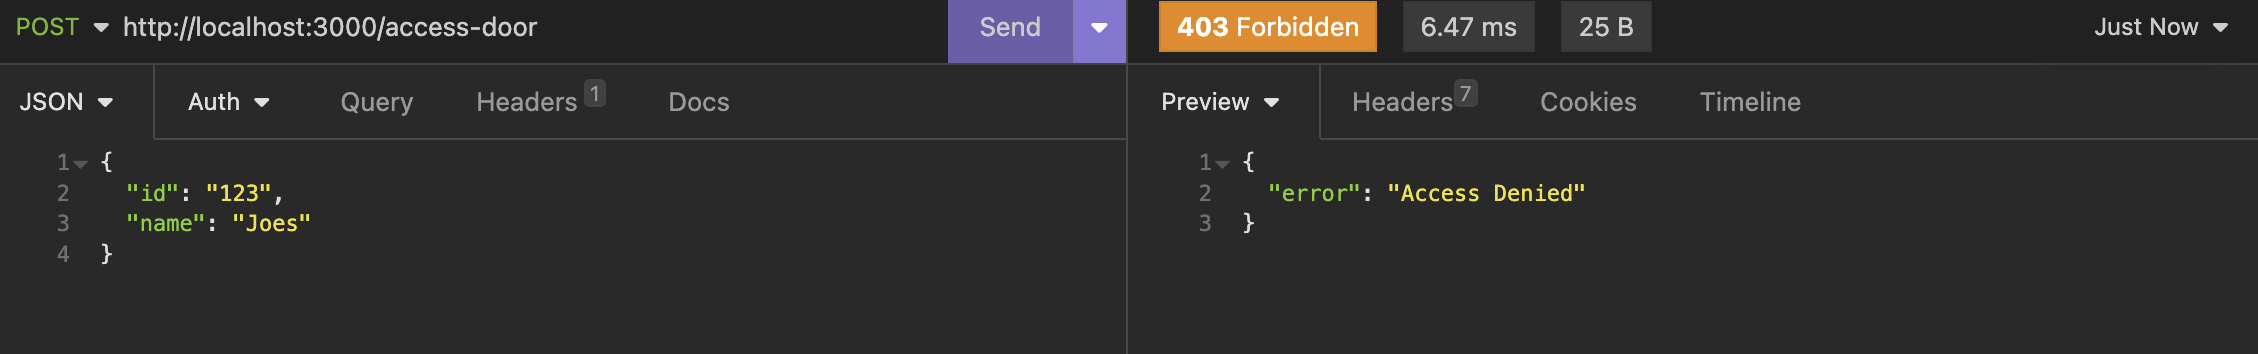 POST http://localhost:3000/access-door Send 403 Forbidden 6.47 ms 25 B Just Now
JSON Auth Query Headers 1 Docs Preview Headers 7 Cookies Timeline
1 {
2 "id": "123",
3 "name": "Joes"
4 }
1 {
2 "error": "Access Denied"
3 }